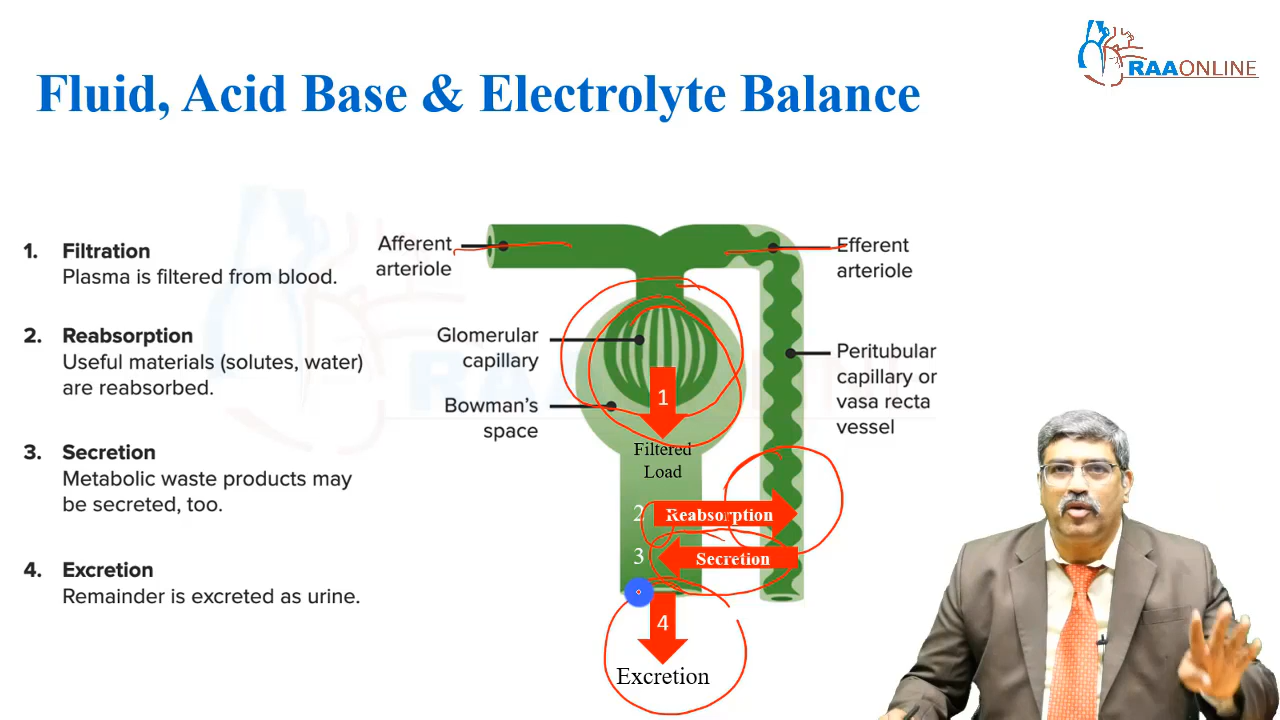 RAAONLINE
Fluid, Acid Base & Electrolyte Balance
1. Filtration
Plasma is filtered from blood.
2. Reabsorption
Useful materials (solutes, water)
are reabsorbed.
3. Secretion
Metabolic waste products may
be secreted, too.
4. Excretion
Remainder is excreted as urine.
Afferent
arteriole
Efferent
arteriole
Glomerular
capillary
Bowman's
space
Peritubular
capillary or
vasa recta
vessel
1
Filtered
Load
2 Reabsorption
3 Secretion
4
Excretion